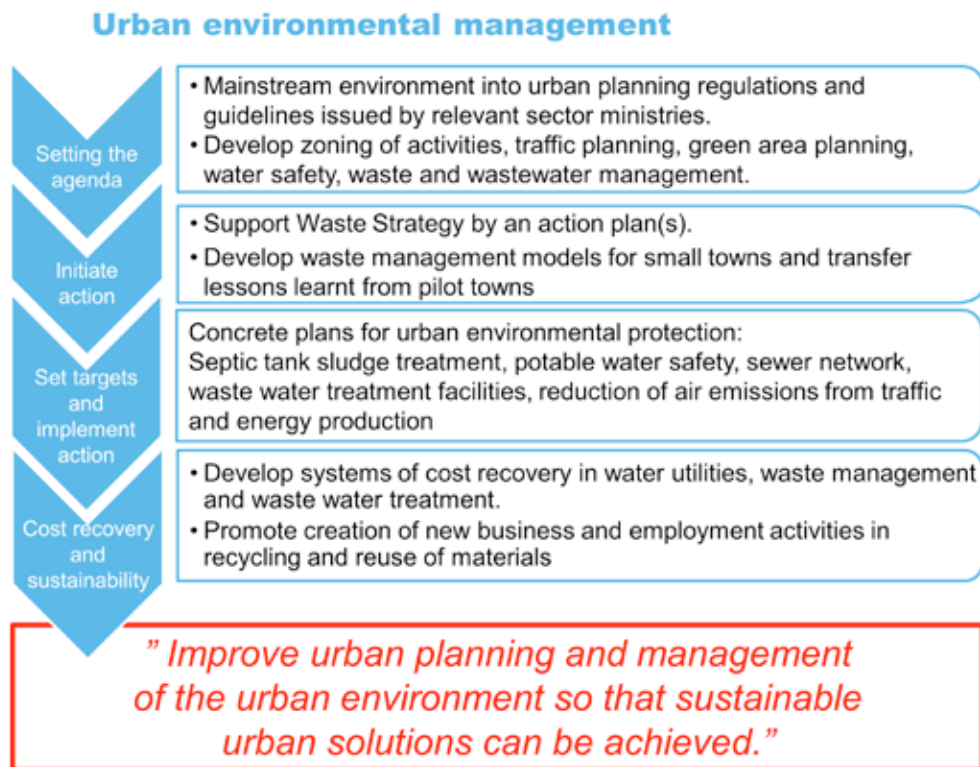 Urban environmental management
Setting the
agenda
• Mainstream environment into urban planning regulations and
guidelines issued by relevant sector ministries.
• Develop zoning of activities, traffic planning, green area planning,
water safety, waste and wastewater management.
Initiate
action
• Support Waste Strategy by an action plan(s).
• Develop waste management models for small towns and transfer
lessons learnt from pilot towns
Set targets
and
implement
action
Concrete plans for urban environmental protection:
Septic tank sludge treatment, potable water safety, sewer network,
waste water treatment facilities, reduction of air emissions from traffic
and energy production
Cost recovery
and
sustainability
• Develop systems of cost recovery in water utilities, waste management
and waste water treatment.
• Promote creation of new business and employment activities in
recycling and reuse of materials
” Improve urban planning and management
of the urban environment so that sustainable
urban solutions can be achieved.”